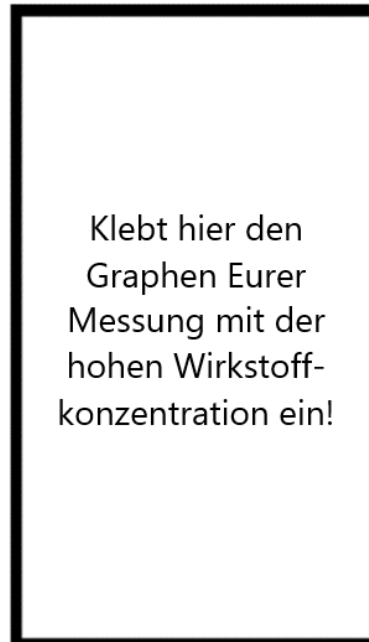 Klebt hier den
Graphen Eurer
Messung mit der
hohen Wirkstoff-
konzentration ein!